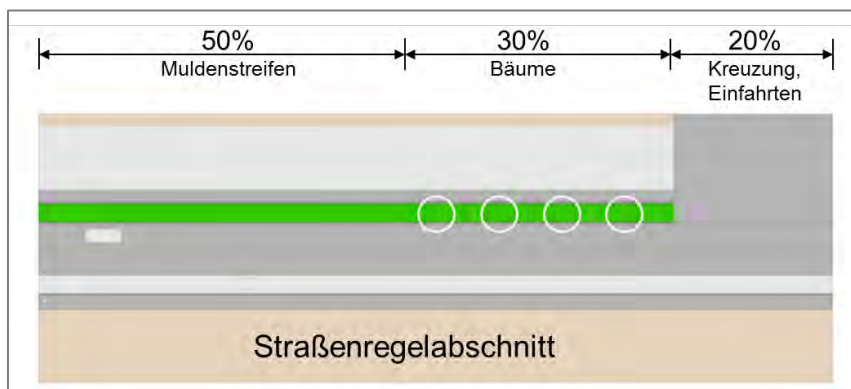 50% 30% 20%
Muldenstreifen Bäume Kreuzung,
Einfahrten
Straßenregelabschnitt